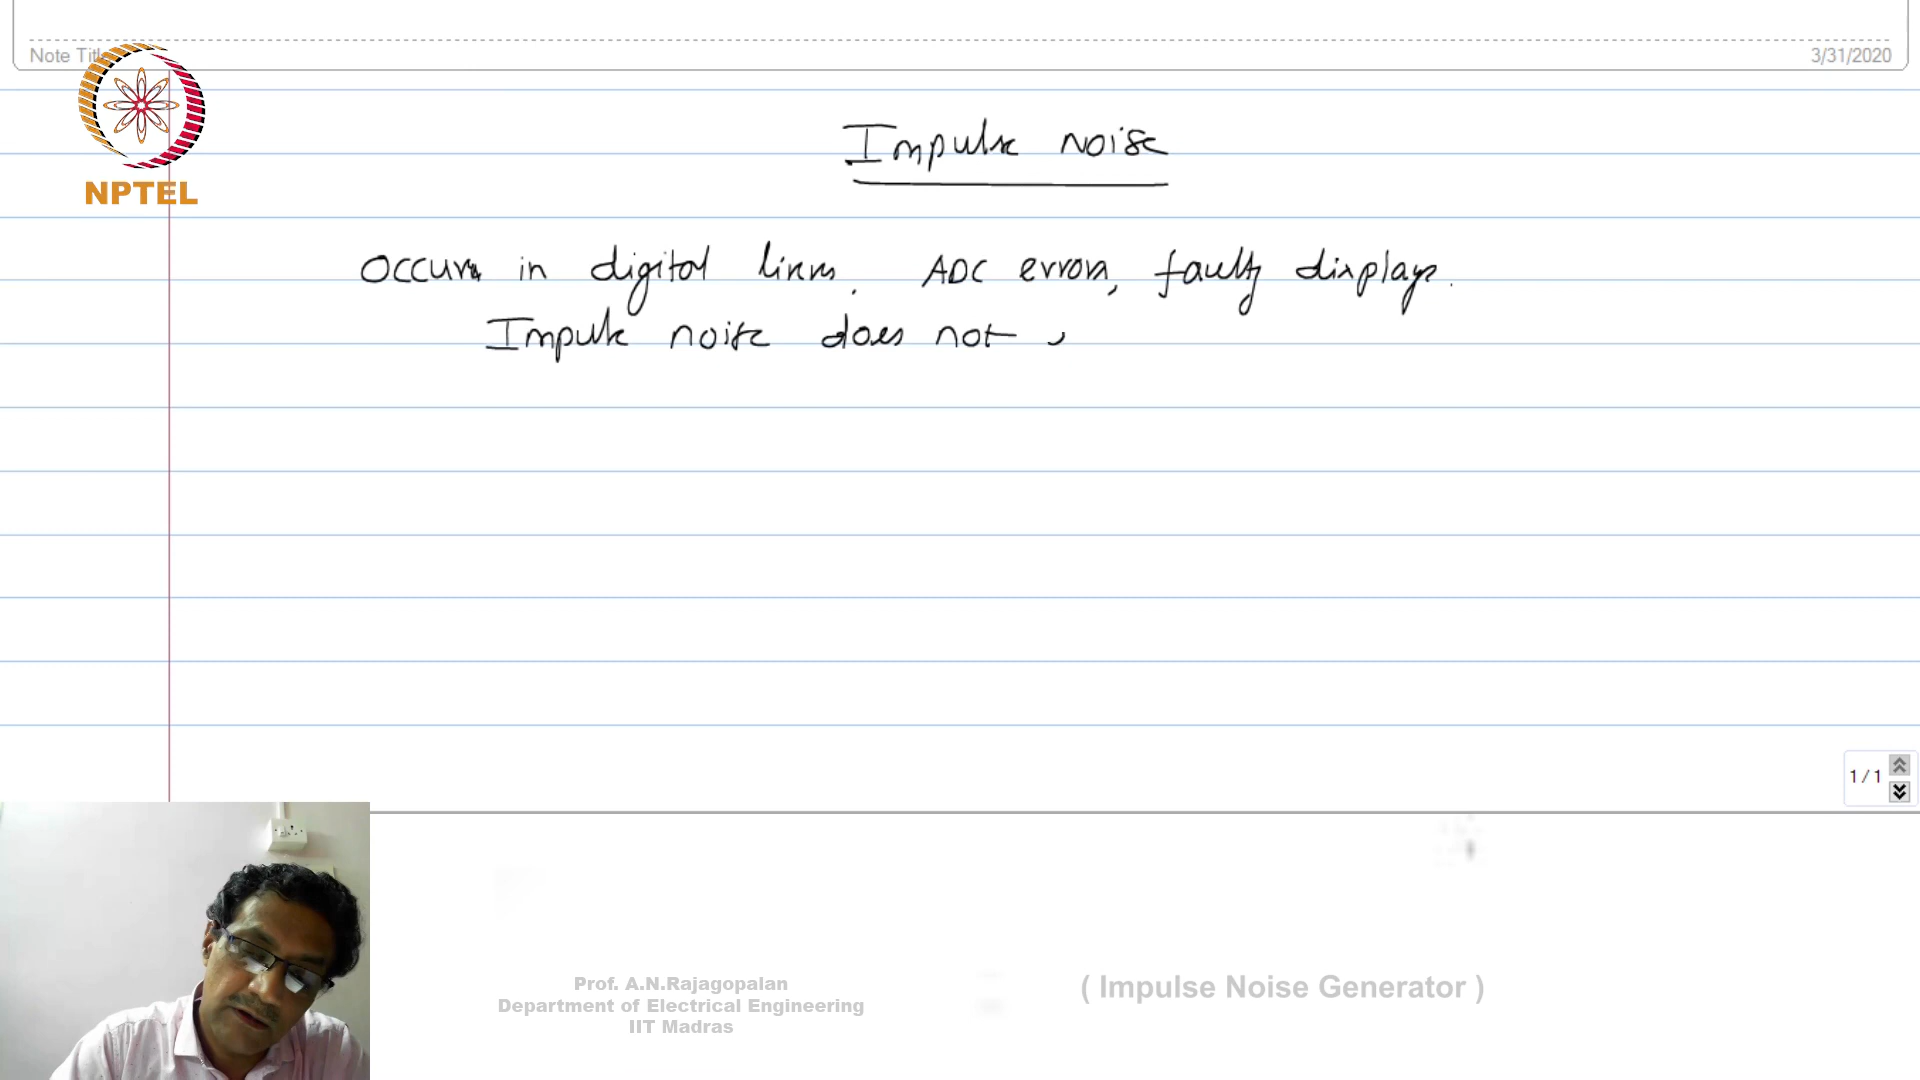 Note Title
3/31/2020
NPTEL
Impulse noise
Occurs in digital lines. ADC errors, faulty displays.
Impulse noise does not
1 / 1
Prof. A.N.Rajagopalan
Department of Electrical Engineering
IIT Madras
( Impulse Noise Generator )